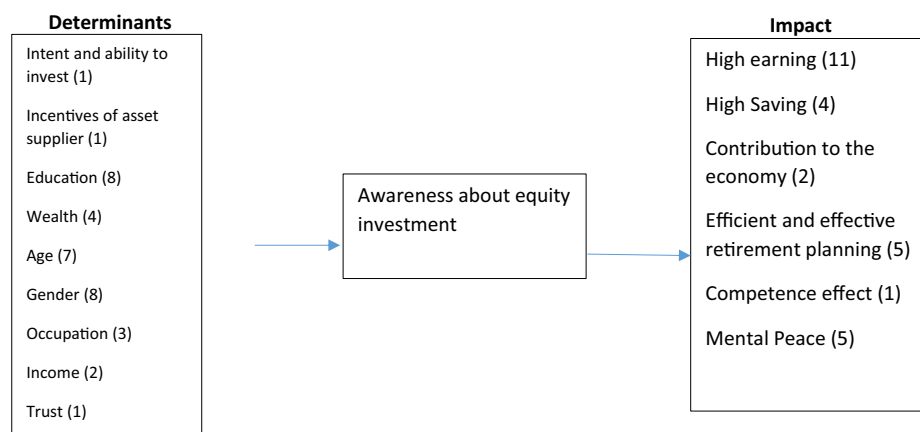 Determinants
Intent and ability to
invest (1)
Incentives of asset
supplier (1)
Education (8)
Wealth (4)
Age (7)
Gender (8)
Occupation (3)
Income (2)
Trust (1)
Awareness about equity
investment
Impact
High earning (11)
High Saving (4)
Contribution to the
economy (2)
Efficient and effective
retirement planning (5)
Competence effect (1)
Mental Peace (5)